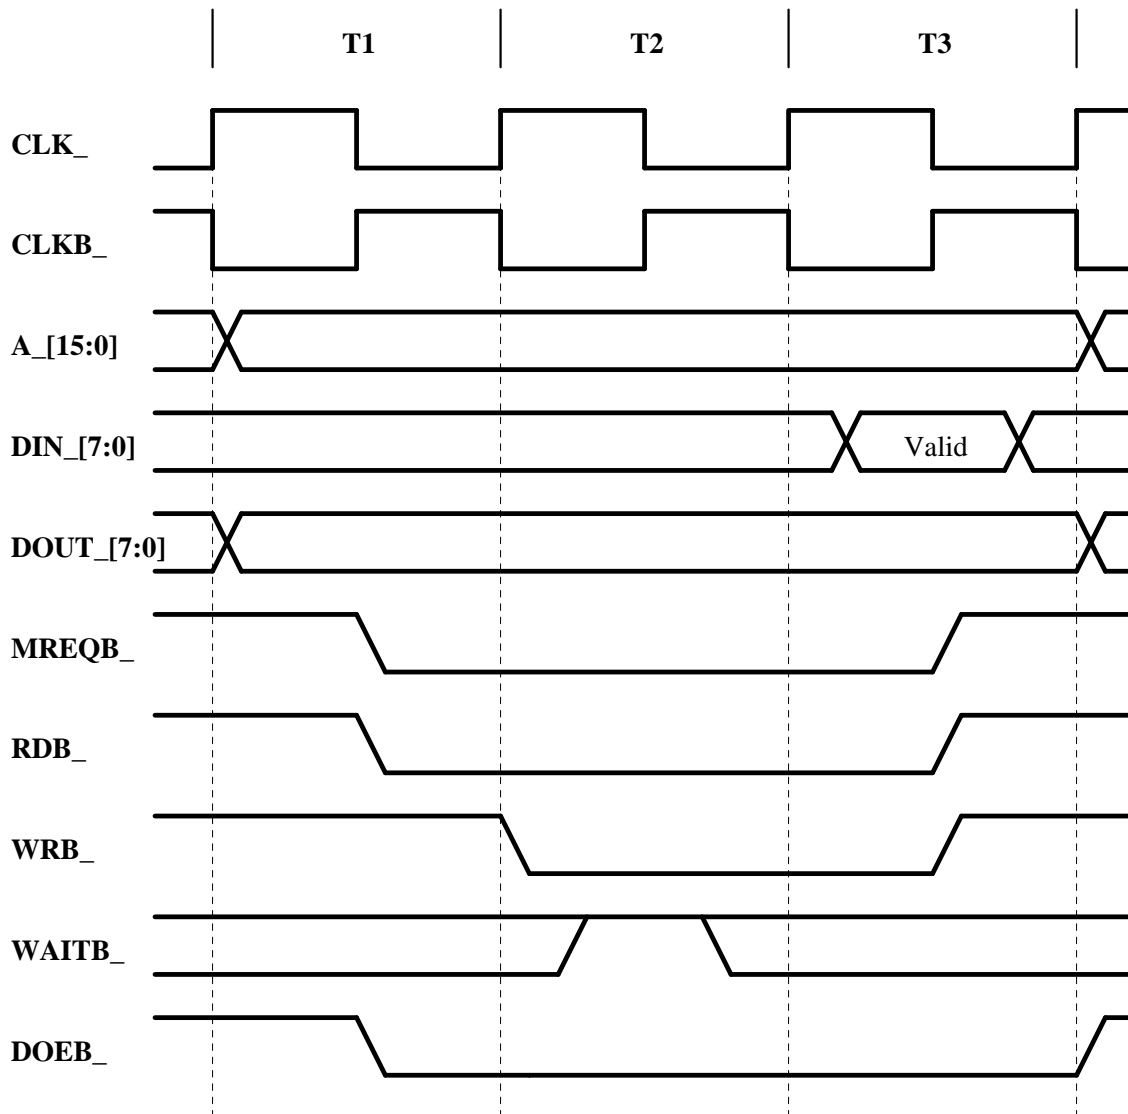 T1 T2 T3
CLK_
CLKB_
A_[15:0]
DIN_[7:0] Valid
DOUT_[7:0]
MREQB_
RDB_
WRB_
WAITB_
DOEB_